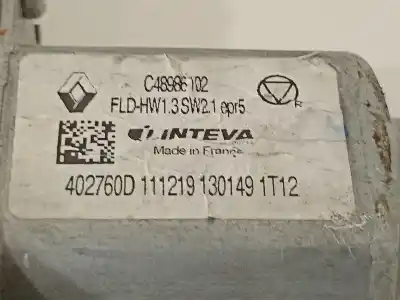 C48986102
FLD-HW1.3 SW2.1 epr5
INTEVA
Made in France
402760D 111219 130149 1T12